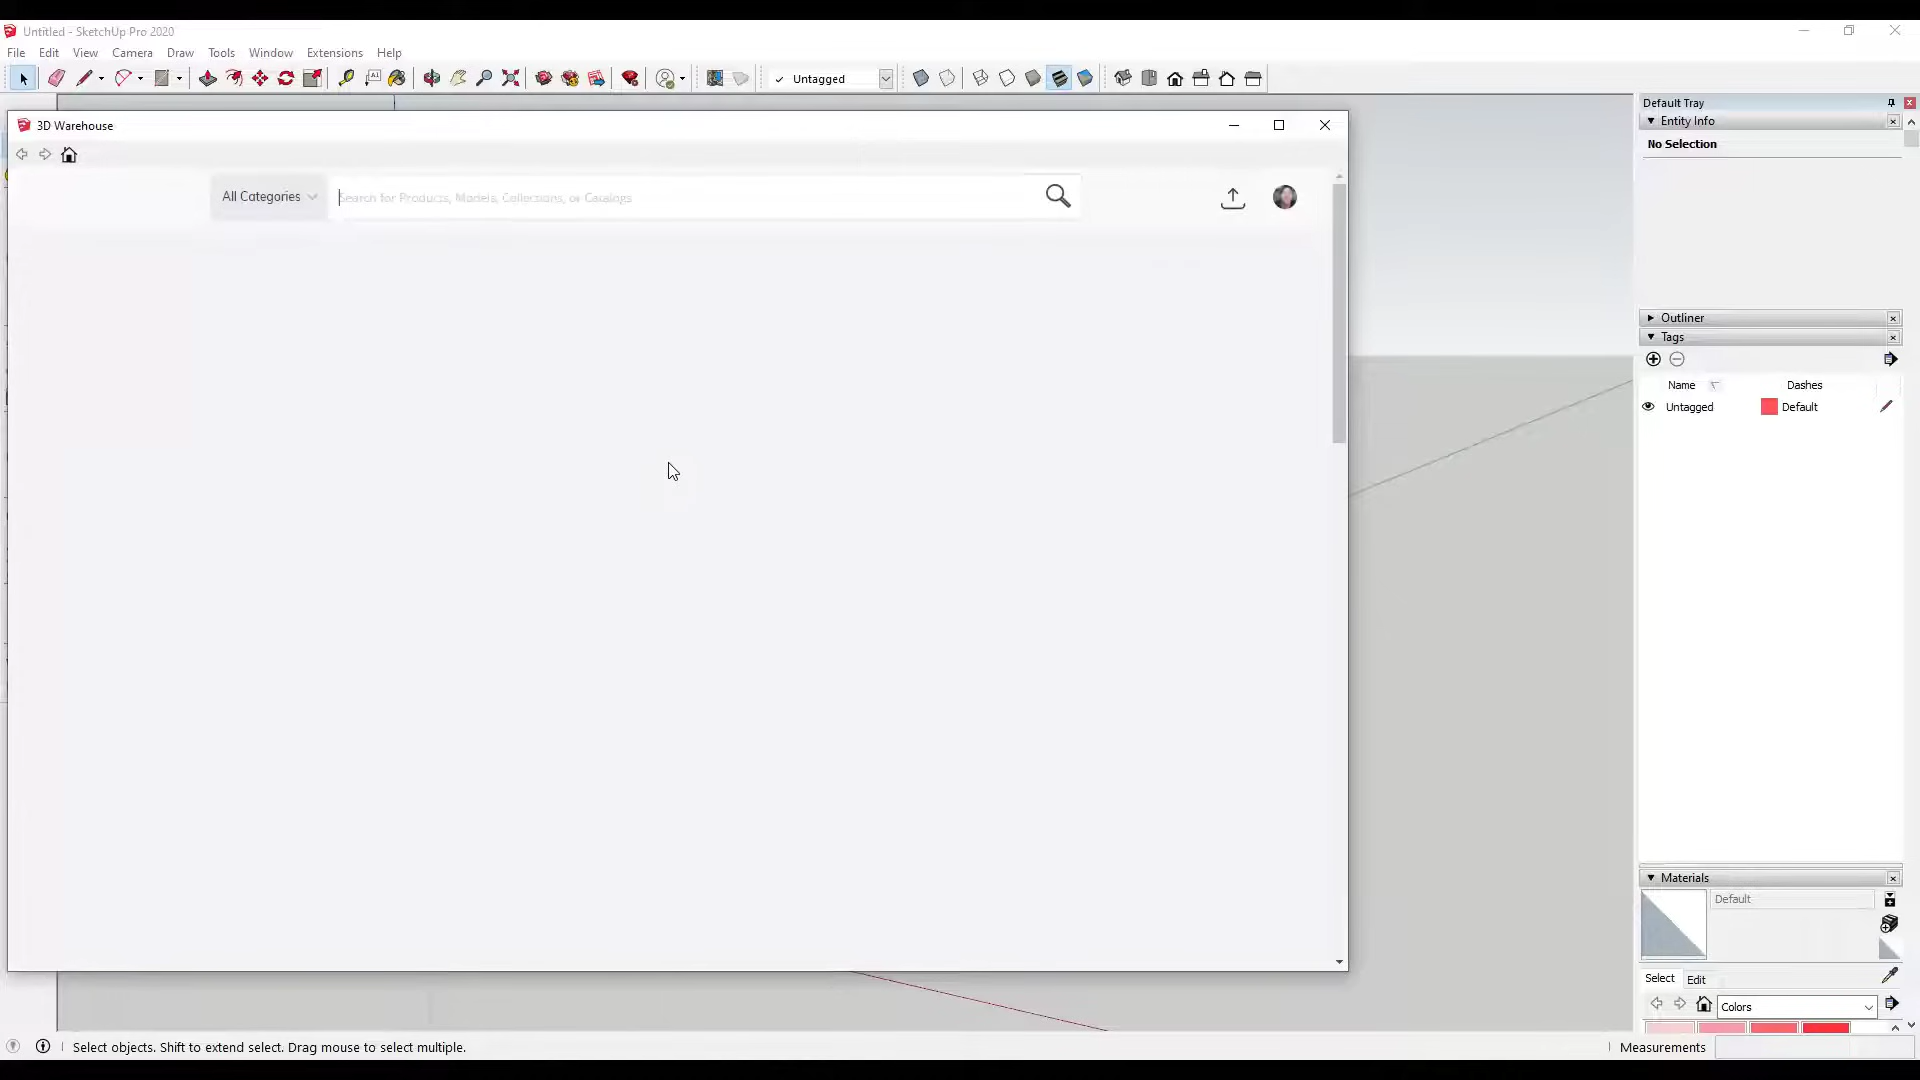 Untitled - SketchUp Pro 2020
File Edit View Camera Draw Tools Window Extensions Help
A1
Untagged
Default Tray
3D Warehouse
Entity Info
No Selection
All Categories
Search for Products, Models, Collections, or Catalogs
Outliner
Tags
Name Dashes
Untagged Default
Materials
Default
Select Edit
Colors
Select objects. Shift to extend select. Drag mouse to select multiple.
Measurements